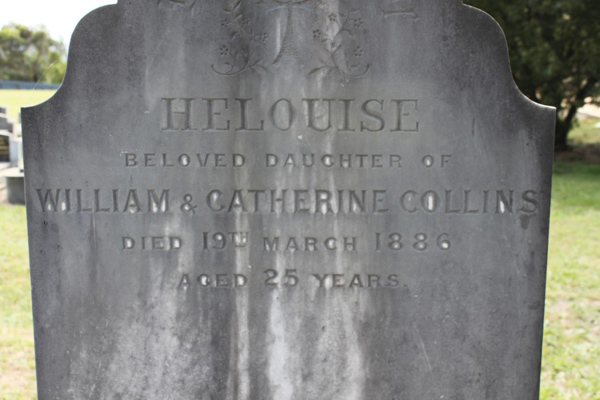 HELOUISE
BELOVED DAUGHTER OF
WILLIAM & CATHERINE COLLINS
DIED 19TH MARCH 1886
AGED 25 YEARS.